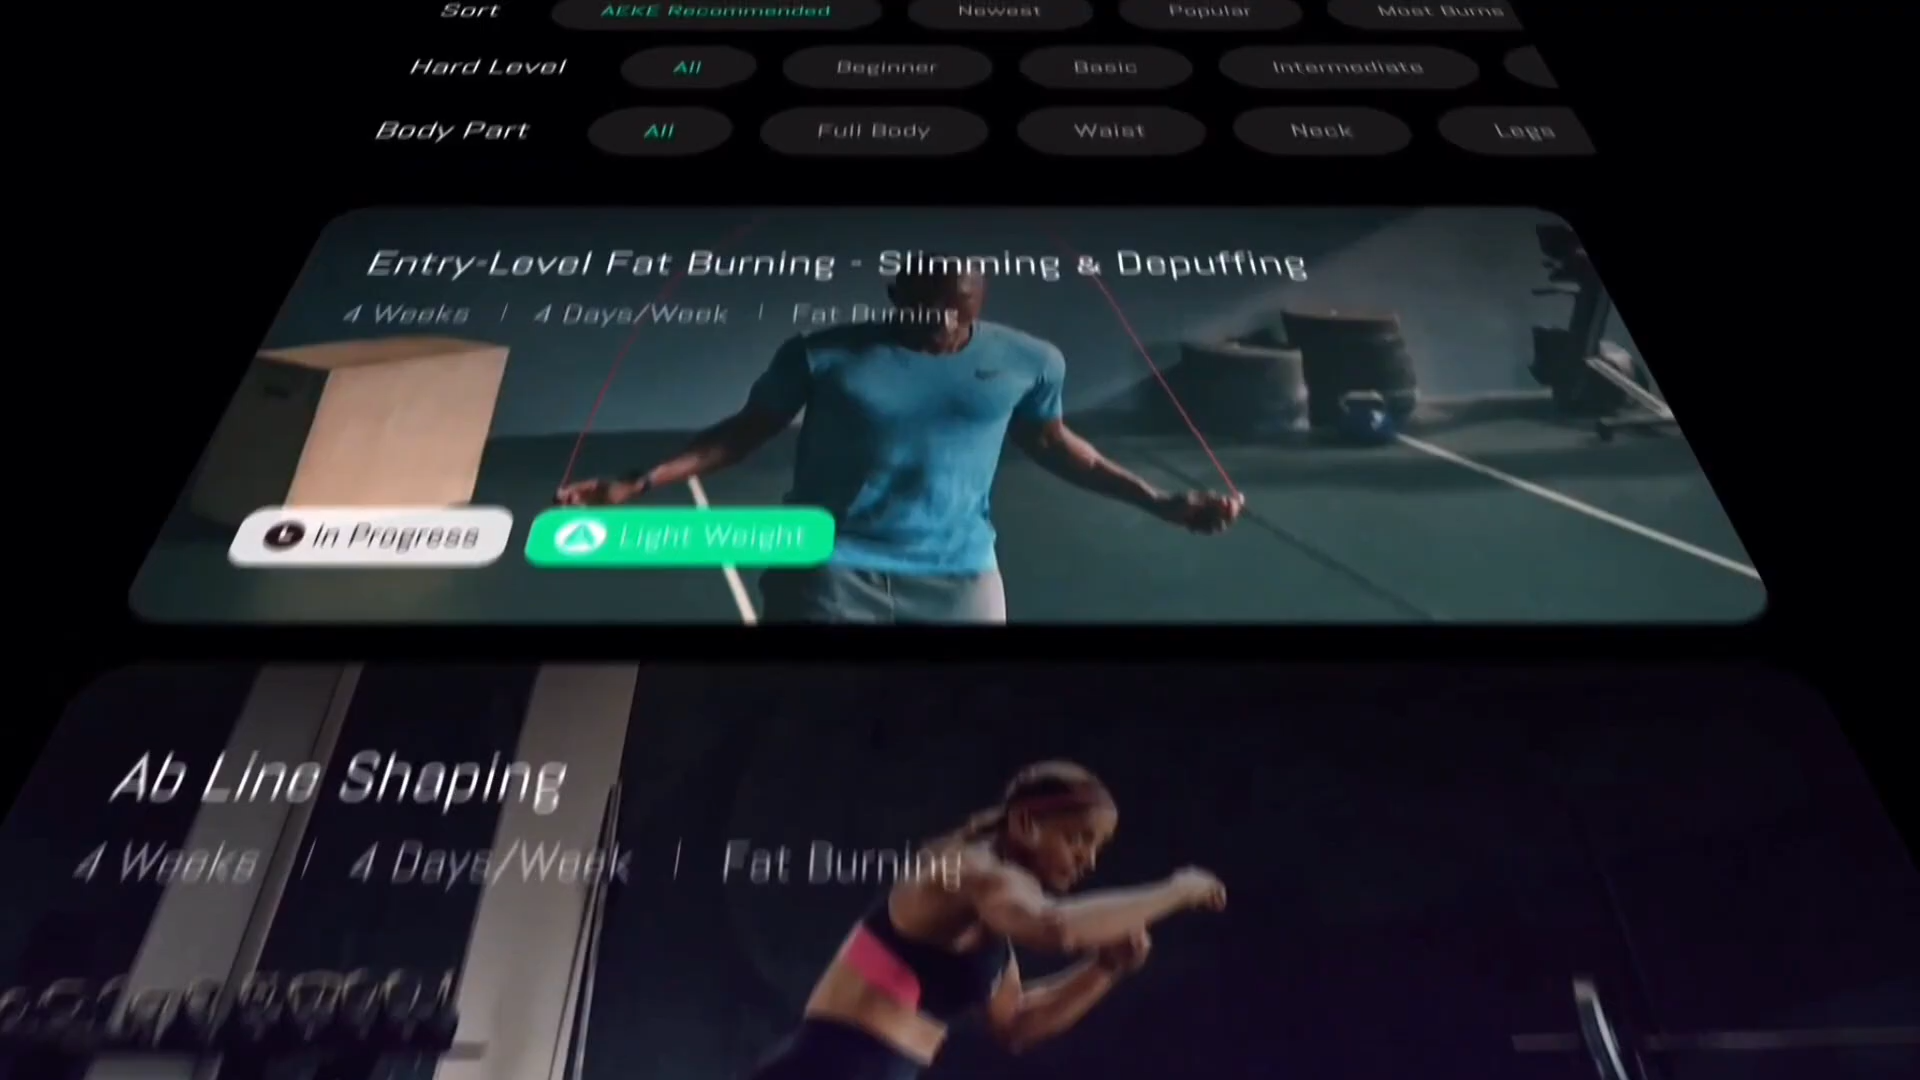 Sort AEKE Recommended Newest Popular Most Burns
Hard Level All Beginner Basic Intermediate
Body Part All Full Body Waist Neck Legs
Entry-Level Fat Burning - Slimming & Depuffing
4 Weeks | 4 Days/Week | Fat Burning
In Progress Light Weight
Ab Line Shaping
4 Weeks | 4 Days/Week | Fat Burning